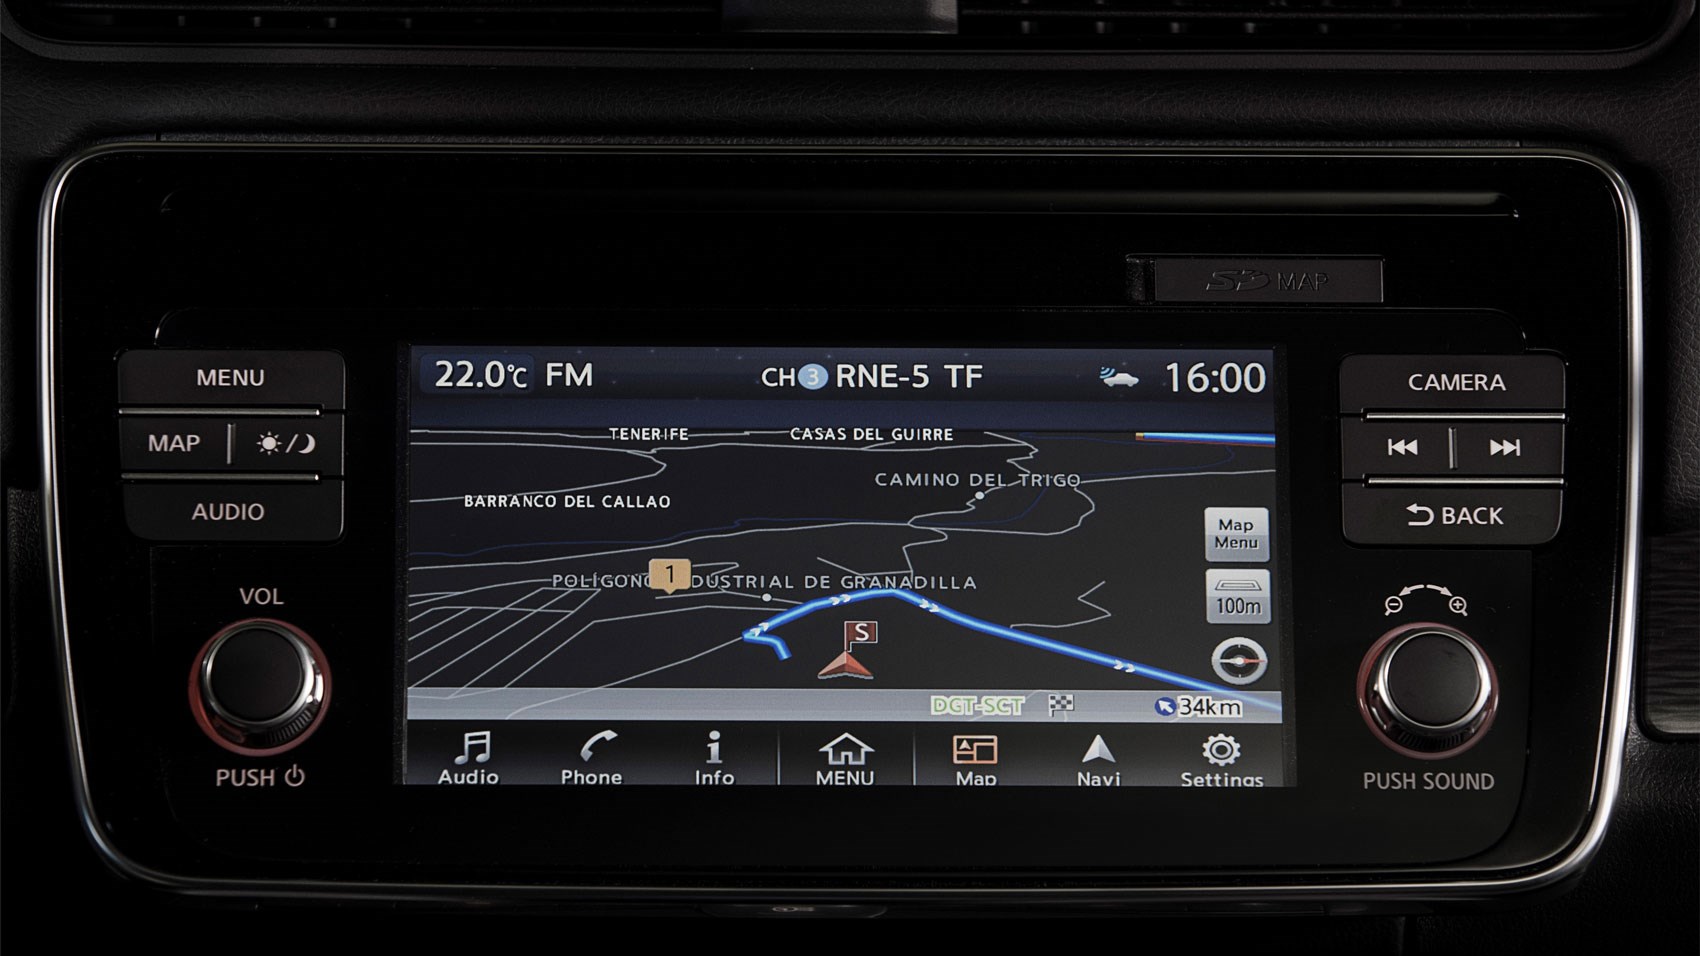 SD MAP
MENU
MAP
AUDIO
VOL
PUSH
22.0°C FM CH 3 RNE-5 TF 16:00
TENERIFE CASAS DEL GUIRRE
CAMINO DEL TRIGO
BARRANCO DEL CALLAO
Map
Menu
POLÍGONO 1 DUSTRIAL DE GRANADILLA
100m
S
DGT-SCT 34km
Audio Phone Info MENU Map Navi Settings
CAMERA
BACK
PUSH SOUND